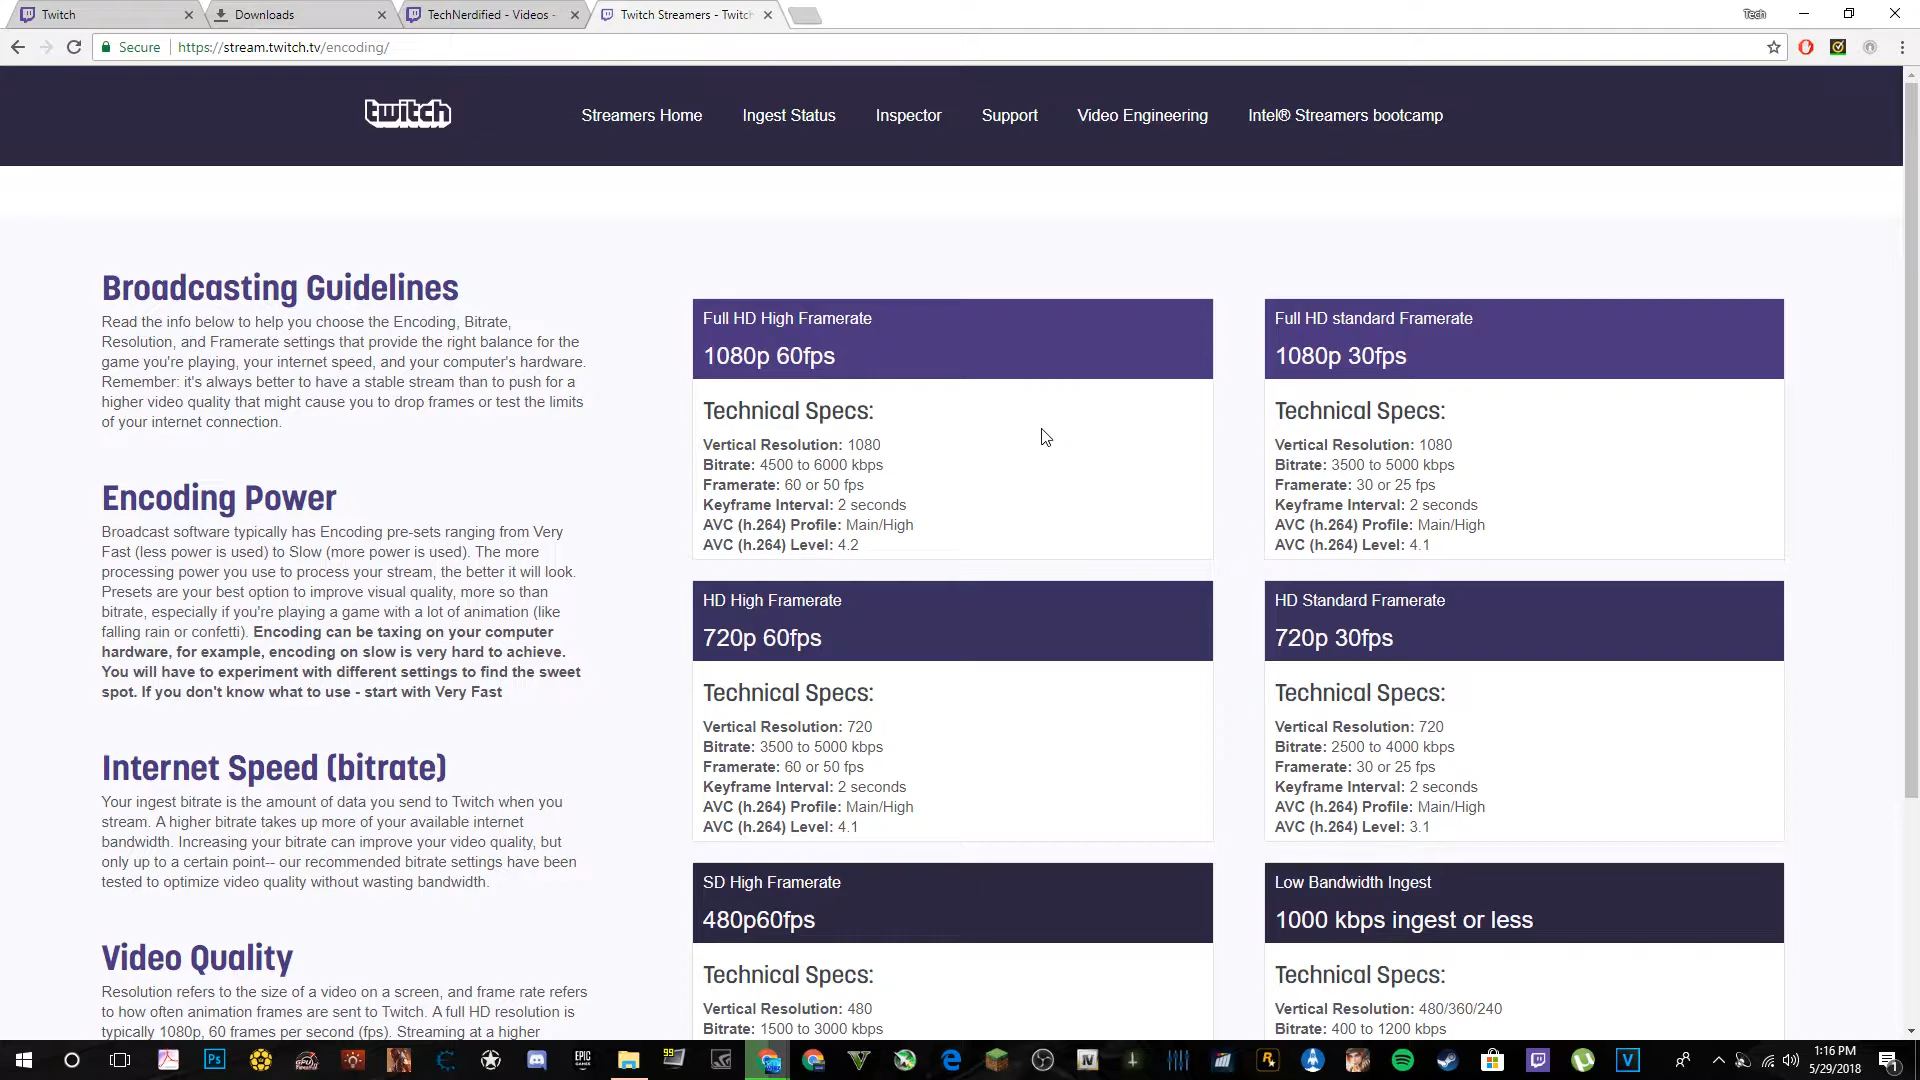 Twitch
Downloads
TechNerdified - Videos -
Twitch Streamers - Twitch
Tech
Secure
https://stream.twitch.tv/encoding/
twitch
Streamers Home
Ingest Status
Inspector
Support
Video Engineering
Intel® Streamers bootcamp
Broadcasting Guidelines
Read the info below to help you choose the Encoding, Bitrate,
Resolution, and Framerate settings that provide the right balance for the
game you're playing, your internet speed, and your computer's hardware.
Remember: it's always better to have a stable stream than to push for a
higher video quality that might cause you to drop frames or test the limits
of your internet connection.
Encoding Power
Broadcast software typically has Encoding pre-sets ranging from Very
Fast (less power is used) to Slow (more power is used). The more
processing power you use to process your stream, the better it will look.
Presets are your best option to improve visual quality, more so than
bitrate, especially if you're playing a game with a lot of animation (like
falling rain or confetti). Encoding can be taxing on your computer
hardware, for example, encoding on slow is very hard to achieve.
You will have to experiment with different settings to find the sweet
spot. If you don't know what to use - start with Very Fast
Internet Speed (bitrate)
Your ingest bitrate is the amount of data you send to Twitch when you
stream. A higher bitrate takes up more of your available internet
bandwidth. Increasing your bitrate can improve your video quality, but
only up to a certain point-- our recommended bitrate settings have been
tested to optimize video quality without wasting bandwidth.
Video Quality
Resolution refers to the size of a video on a screen, and frame rate refers
to how often animation frames are sent to Twitch. A full HD resolution is
typically 1080p, 60 frames per second (fps). Streaming at a higher
Full HD High Framerate
1080p 60fps
Technical Specs:
Vertical Resolution: 1080
Bitrate: 4500 to 6000 kbps
Framerate: 60 or 50 fps
Keyframe Interval: 2 seconds
AVC (h.264) Profile: Main/High
AVC (h.264) Level: 4.2
Full HD standard Framerate
1080p 30fps
Technical Specs:
Vertical Resolution: 1080
Bitrate: 3500 to 5000 kbps
Framerate: 30 or 25 fps
Keyframe Interval: 2 seconds
AVC (h.264) Profile: Main/High
AVC (h.264) Level: 4.1
HD High Framerate
720p 60fps
Technical Specs:
Vertical Resolution: 720
Bitrate: 3500 to 5000 kbps
Framerate: 60 or 50 fps
Keyframe Interval: 2 seconds
AVC (h.264) Profile: Main/High
AVC (h.264) Level: 4.1
HD Standard Framerate
720p 30fps
Technical Specs:
Vertical Resolution: 720
Bitrate: 2500 to 4000 kbps
Framerate: 30 or 25 fps
Keyframe Interval: 2 seconds
AVC (h.264) Profile: Main/High
AVC (h.264) Level: 3.1
SD High Framerate
480p60fps
Technical Specs:
Vertical Resolution: 480
Bitrate: 1500 to 3000 kbps
Low Bandwidth Ingest
1000 kbps ingest or less
Technical Specs:
Vertical Resolution: 480/360/240
Bitrate: 400 to 1200 kbps
Ps
EPIC
GAMES
99
IV
V
1:16 PM
5/29/2018
1